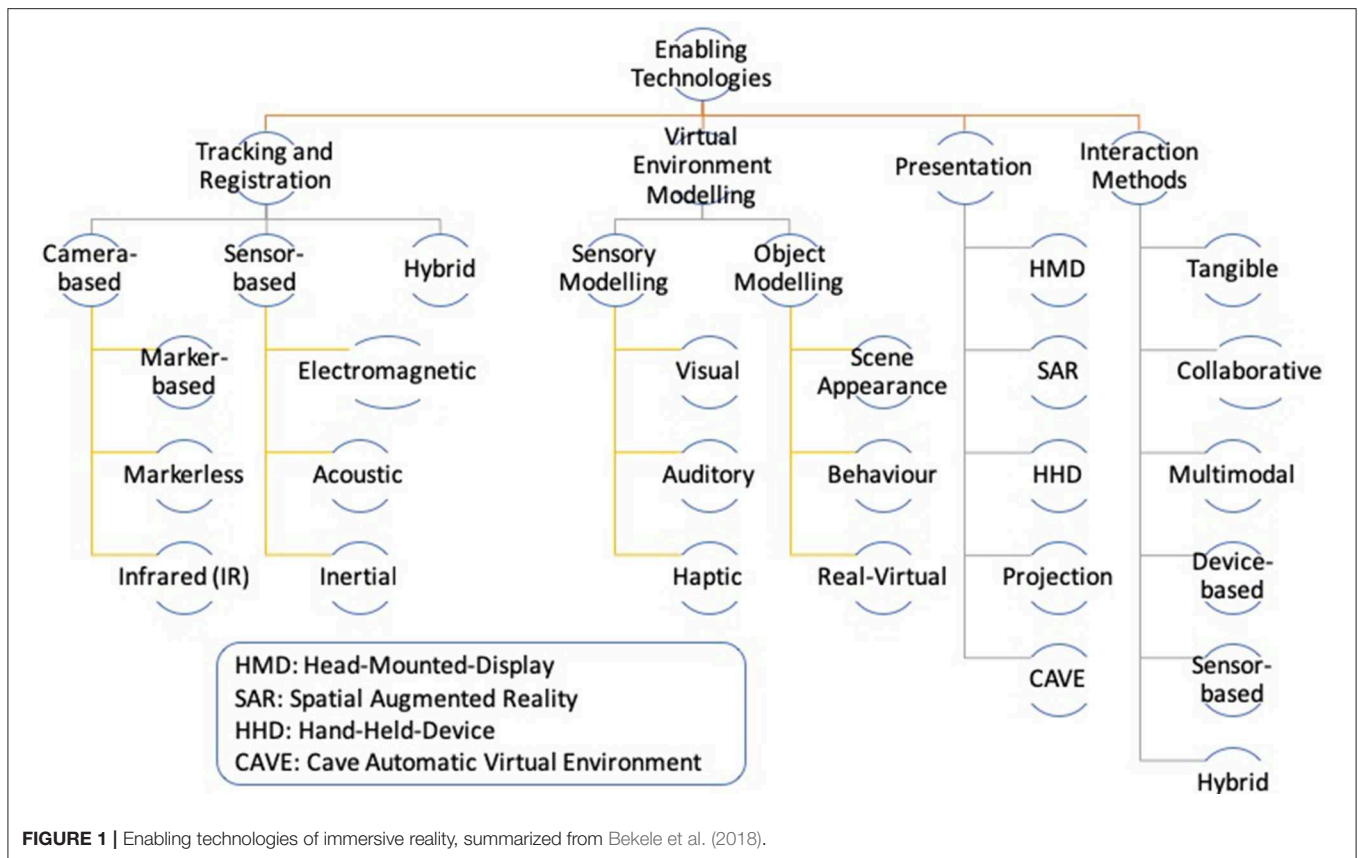 Enabling
Technologies
Tracking and
Registration
Virtual
Environment
Modelling
Presentation
Interaction
Methods
Camera-
based
Sensor-
based
Hybrid
Sensory
Modelling
Object
Modelling
HMD
Tangible
Marker-
based
Electromagnetic
Visual
Scene
Appearance
SAR
Collaborative
Markerless
Acoustic
Auditory
Behaviour
HHD
Multimodal
Infrared (IR)
Inertial
Haptic
Real-Virtual
Projection
Device-
based
CAVE
Sensor-
based
Hybrid
HMD: Head-Mounted-Display
SAR: Spatial Augmented Reality
HHD: Hand-Held-Device
CAVE: Cave Automatic Virtual Environment
FIGURE 1 | Enabling technologies of immersive reality, summarized from Bekele et al. (2018).